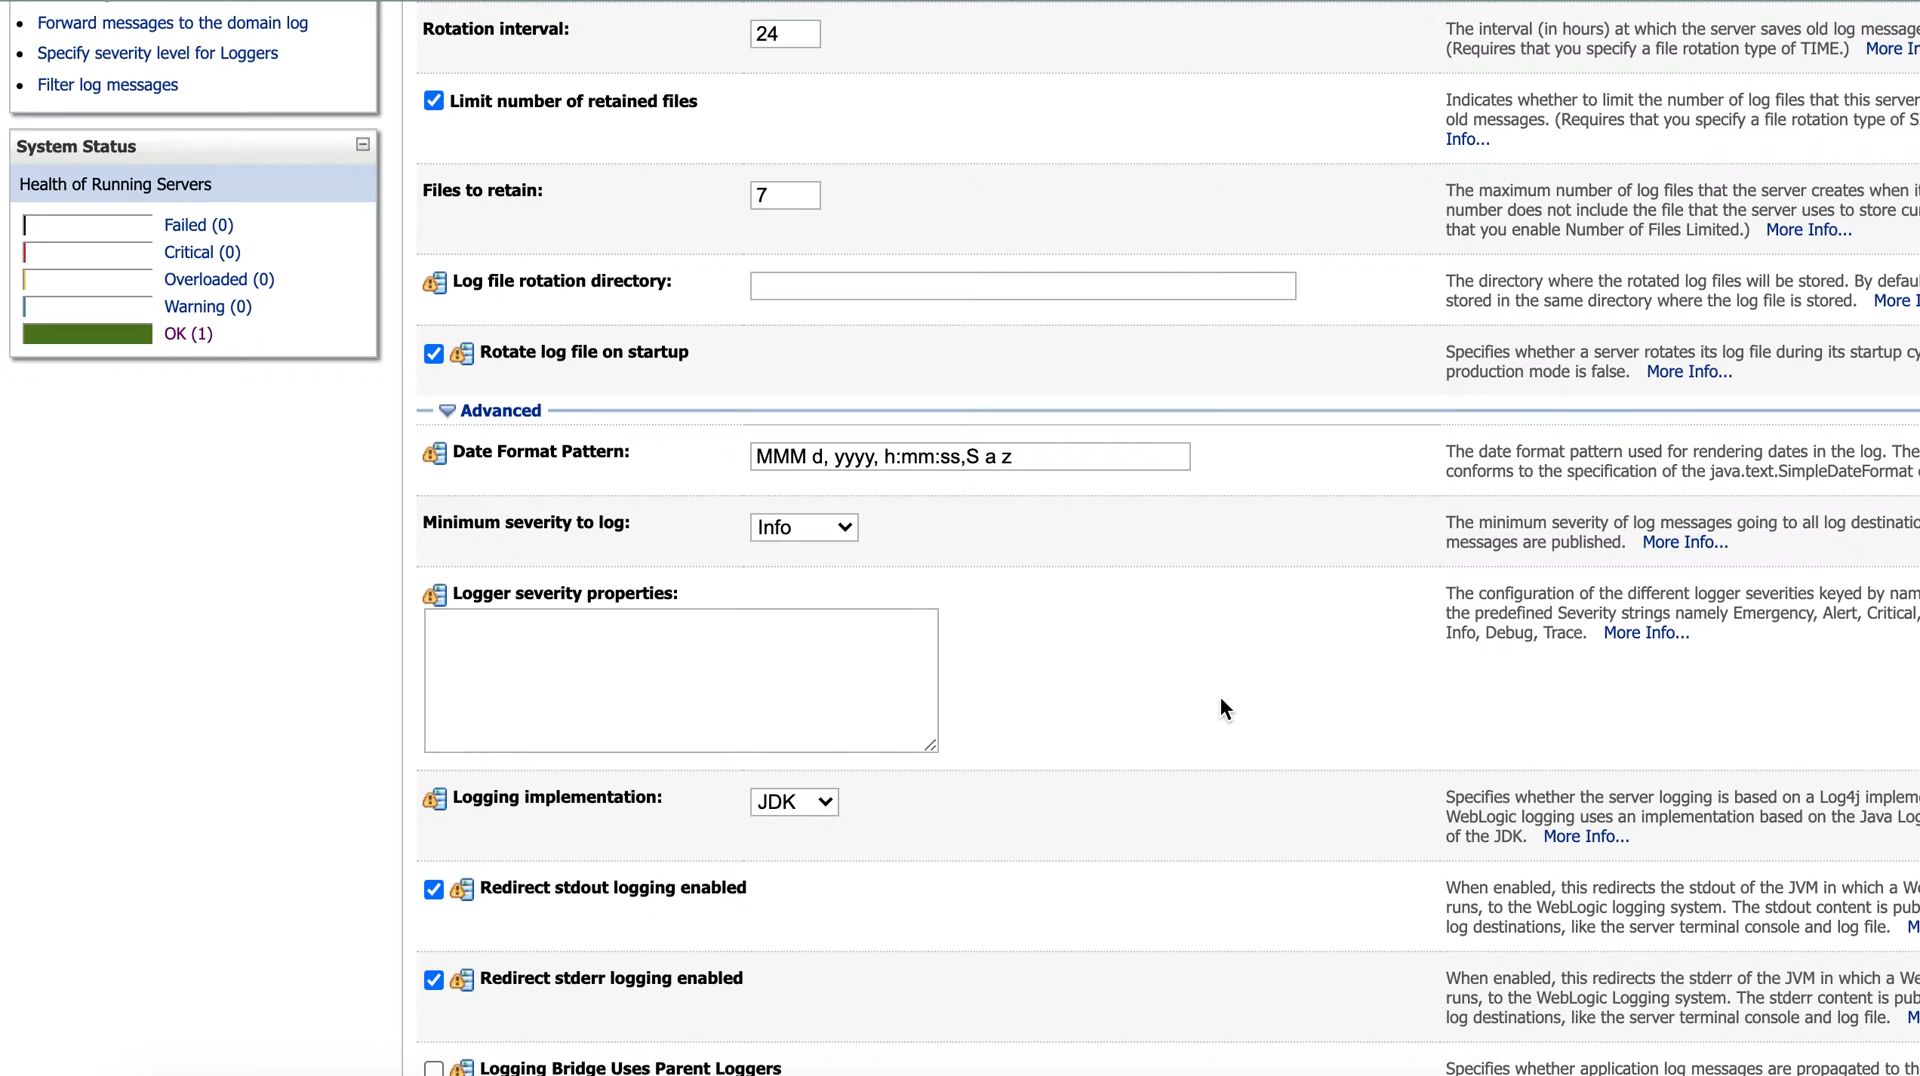 Forward messages to the domain log
Specify severity level for Loggers
Filter log messages
System Status
Health of Running Servers
Failed (0)
Critical (0)
Overloaded (0)
Warning (0)
OK (1)
Rotation interval:
24
The interval (in hours) at which the server saves old log message
(Requires that you specify a file rotation type of TIME.) More In
Limit number of retained files
Indicates whether to limit the number of log files that this server
old messages. (Requires that you specify a file rotation type of S
Info...
Files to retain:
7
The maximum number of log files that the server creates when it
number does not include the file that the server uses to store cu
that you enable Number of Files Limited.) More Info...
Log file rotation directory:
The directory where the rotated log files will be stored. By defau
stored in the same directory where the log file is stored. More I
Rotate log file on startup
Specifies whether a server rotates its log file during its startup cy
production mode is false. More Info...
Advanced
Date Format Pattern:
MMM d, yyyy, h:mm:ss,S a z
The date format pattern used for rendering dates in the log. The
conforms to the specification of the java.text.SimpleDateFormat
Minimum severity to log:
Info
The minimum severity of log messages going to all log destinatio
messages are published. More Info...
Logger severity properties:
The configuration of the different logger severities keyed by nam
the predefined Severity strings namely Emergency, Alert, Critical,
Info, Debug, Trace. More Info...
Logging implementation:
JDK
Specifies whether the server logging is based on a Log4j implem
WebLogic logging uses an implementation based on the Java Log
of the JDK. More Info...
Redirect stdout logging enabled
When enabled, this redirects the stdout of the JVM in which a We
runs, to the WebLogic logging system. The stdout content is pub
log destinations, like the server terminal console and log file. M
Redirect stderr logging enabled
When enabled, this redirects the stderr of the JVM in which a We
runs, to the WebLogic Logging system. The stderr content is pub
log destinations, like the server terminal console and log file. M
Logging Bridge Uses Parent Loggers
Specifies whether application log messages are propagated to th